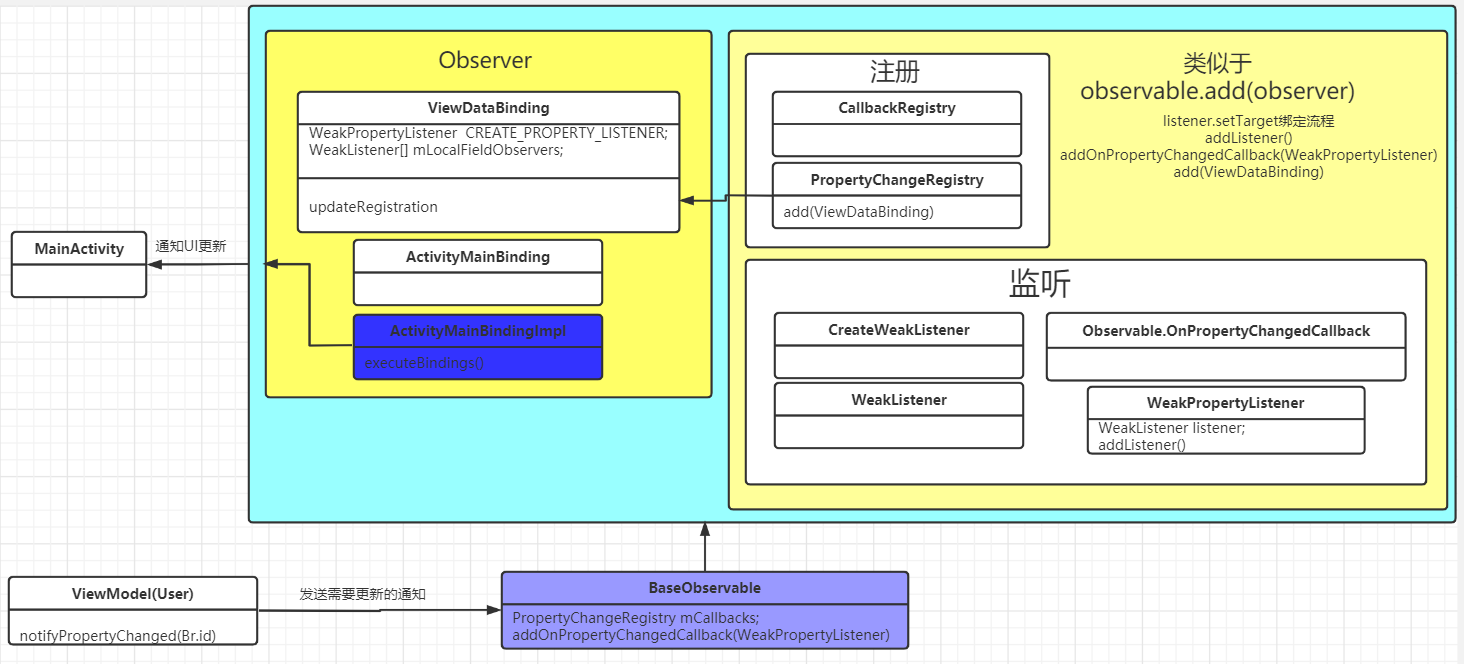 Observer
ViewDataBinding
WeakPropertyListener CREATE_PROPERTY_LISTENER;
WeakListener[] mLocalFieldObservers;
updateRegistration
ActivityMainBinding
ActivityMainBindingImpl
executeBindings()
MainActivity
通知UI更新
注册
CallbackRegistry
PropertyChangeRegistry
add(ViewDataBinding)
类似于
observable.add(observer)
listener.setTarget绑定流程
addListener()
addOnPropertyChangedCallback(WeakPropertyListener)
add(ViewDataBinding)
监听
CreateWeakListener
WeakListener
Observable.OnPropertyChangedCallback
WeakPropertyListener
WeakListener listener;
addListener()
ViewModel(User)
notifyPropertyChanged(Br.id)
发送需要更新的通知
BaseObservable
PropertyChangeRegistry mCallbacks;
addOnPropertyChangedCallback(WeakPropertyListener)